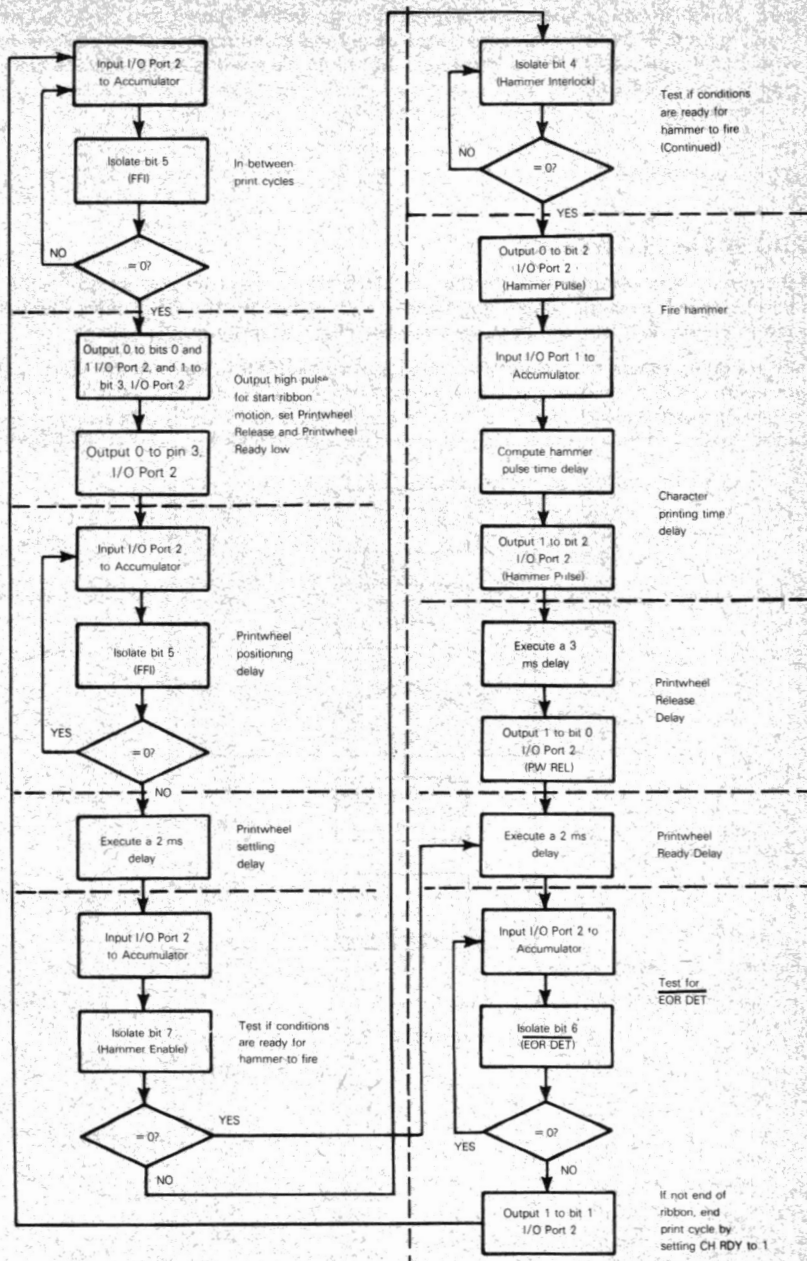 Input I/O Port 2
to Accumulator
Isolate bit 5
(FFI)
In between
print cycles
NO
= 0?
YES
Output 0 to bits 0 and
1 I/O Port 2, and 1 to
bit 3, I/O Port 2
Output high pulse
for start ribbon
motion, set Printwheel
Release and Printwheel
Ready low
Output 0 to pin 3,
I/O Port 2
Input I/O Port 2
to Accumulator
Isolate bit 5
(FFI)
Printwheel
positioning
delay
YES
= 0?
NO
Execute a 2 ms
delay
Printwheel
settling
delay
Input I/O Port 2
to Accumulator
Isolate bit 7
(Hammer Enable)
Test if conditions
are ready for
hammer to fire
= 0?
YES
NO
Isolate bit 4
(Hammer Interlock)
Test if conditions
are ready for
hammer to fire
(Continued)
NO
= 0?
YES
Output 0 to bit 2
I/O Port 2
(Hammer Pulse)
Fire hammer
Input I/O Port 1 to
Accumulator
Compute hammer
pulse time delay
Character
printing time
delay
Output 1 to bit 2
I/O Port 2
(Hammer Pulse)
Execute a 3
ms delay
Printwheel
Release
Delay
Output 1 to bit 0
I/O Port 2
(PW REL)
Execute a 2 ms
delay
Printwheel
Ready Delay
Input I/O Port 2 to
Accumulator
Test for
EOR DET
Isolate bit 6
(EOR DET)
= 0?
YES
NO
Output 1 to bit 1
I/O Port 2
If not end of
ribbon, end
print cycle by
setting CH RDY to 1